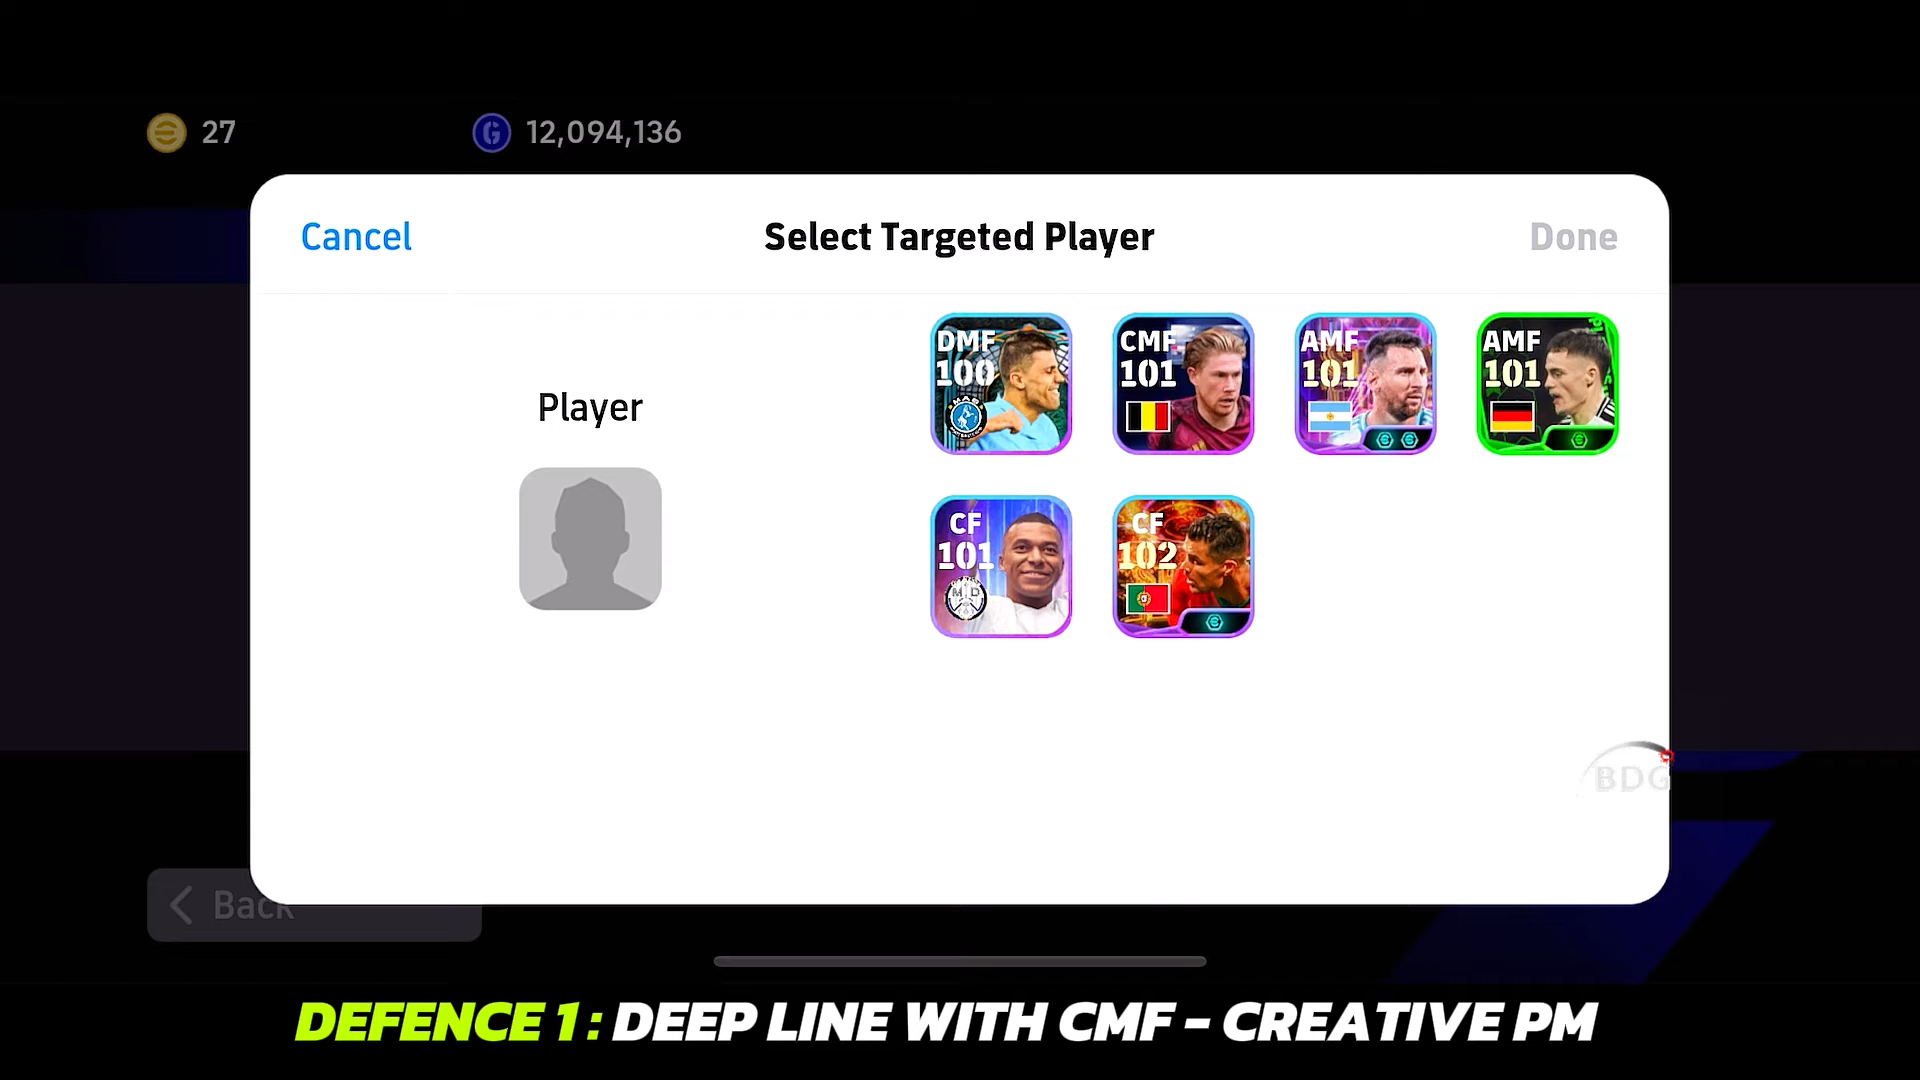 27
12,094,136
Cancel
Select Targeted Player
Done
Player
DMF
100
CMF
101
AMF
101
AMF
101
CF
101
CF
102
BDG
Back
DEFENCE 1 : DEEP LINE WITH CMF - CREATIVE PM